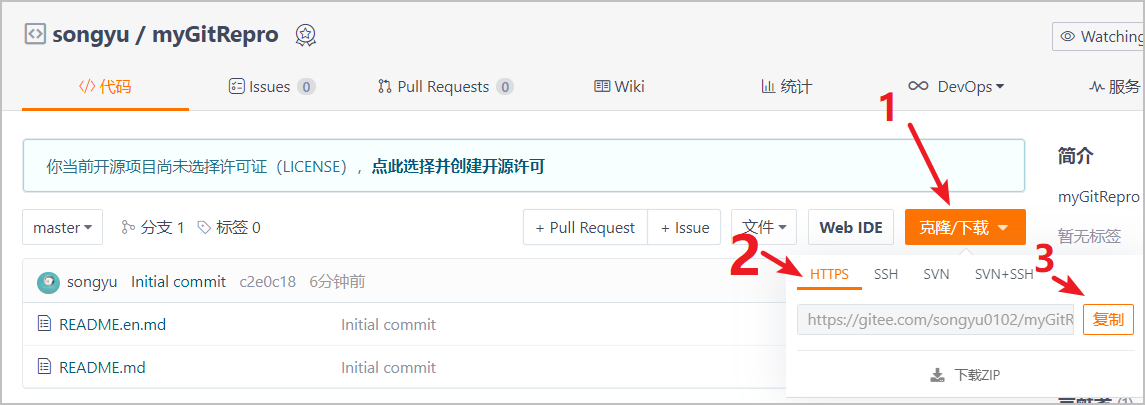 songyu / myGitRepro
Watching
代码 Issues 0 Pull Requests 0 Wiki 统计 DevOps 服务
1
你当前开源项目尚未选择许可证（LICENSE），点此选择并创建开源许可
简介
myGitRepro
master 分支 1 标签 0 + Pull Request + Issue 文件 Web IDE 克隆/下载
暂无标签
2
3
songyu Initial commit c2e0c18 6分钟前
HTTPS SSH SVN SVN+SSH
README.en.md Initial commit
https://gitee.com/songyu0102/myGitR 复制
README.md Initial commit
下载ZIP